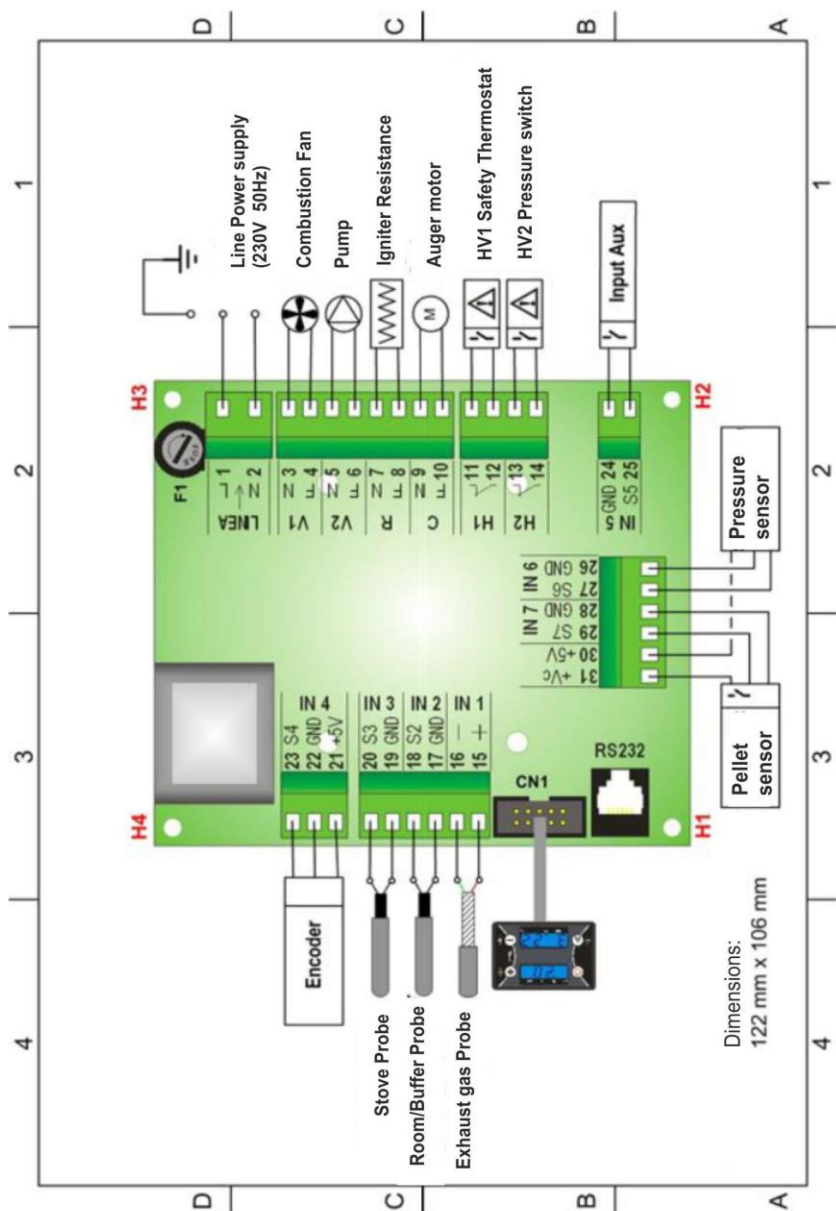 D
C
B
A
1
Line Power supply
(230V 50Hz)
Combustion Fan
Pump
Igniter Resistance
Auger motor
M
HV1 Safety Thermostat
HV2 Pressure switch
Input Aux
2
H3
H2
F1
LINEA
L 1
N 2
V1
N 3
F 4
V2
N 5
F 6
R
N 7
F 8
C
N 9
F 10
H1
11
12
H2
13
14
IN 5
GND 24
S5 25
IN 6
26 GND
27 S6
IN 7
28 GND
29 S7
30 +5V
31 +Vc
Pressure
sensor
Pellet
sensor
3
IN 4
23 S4
22 GND
21 +5V
IN 3
20 S3
19 GND
IN 2
18 S2
17 GND
IN 1
16 −
15 +
CN1
RS232
H4
H1
Encoder
Stove Probe
Room/Buffer Probe
Exhaust gas Probe
Dimensions:
122 mm x 106 mm
4
1
2
3
4
D
C
B
A